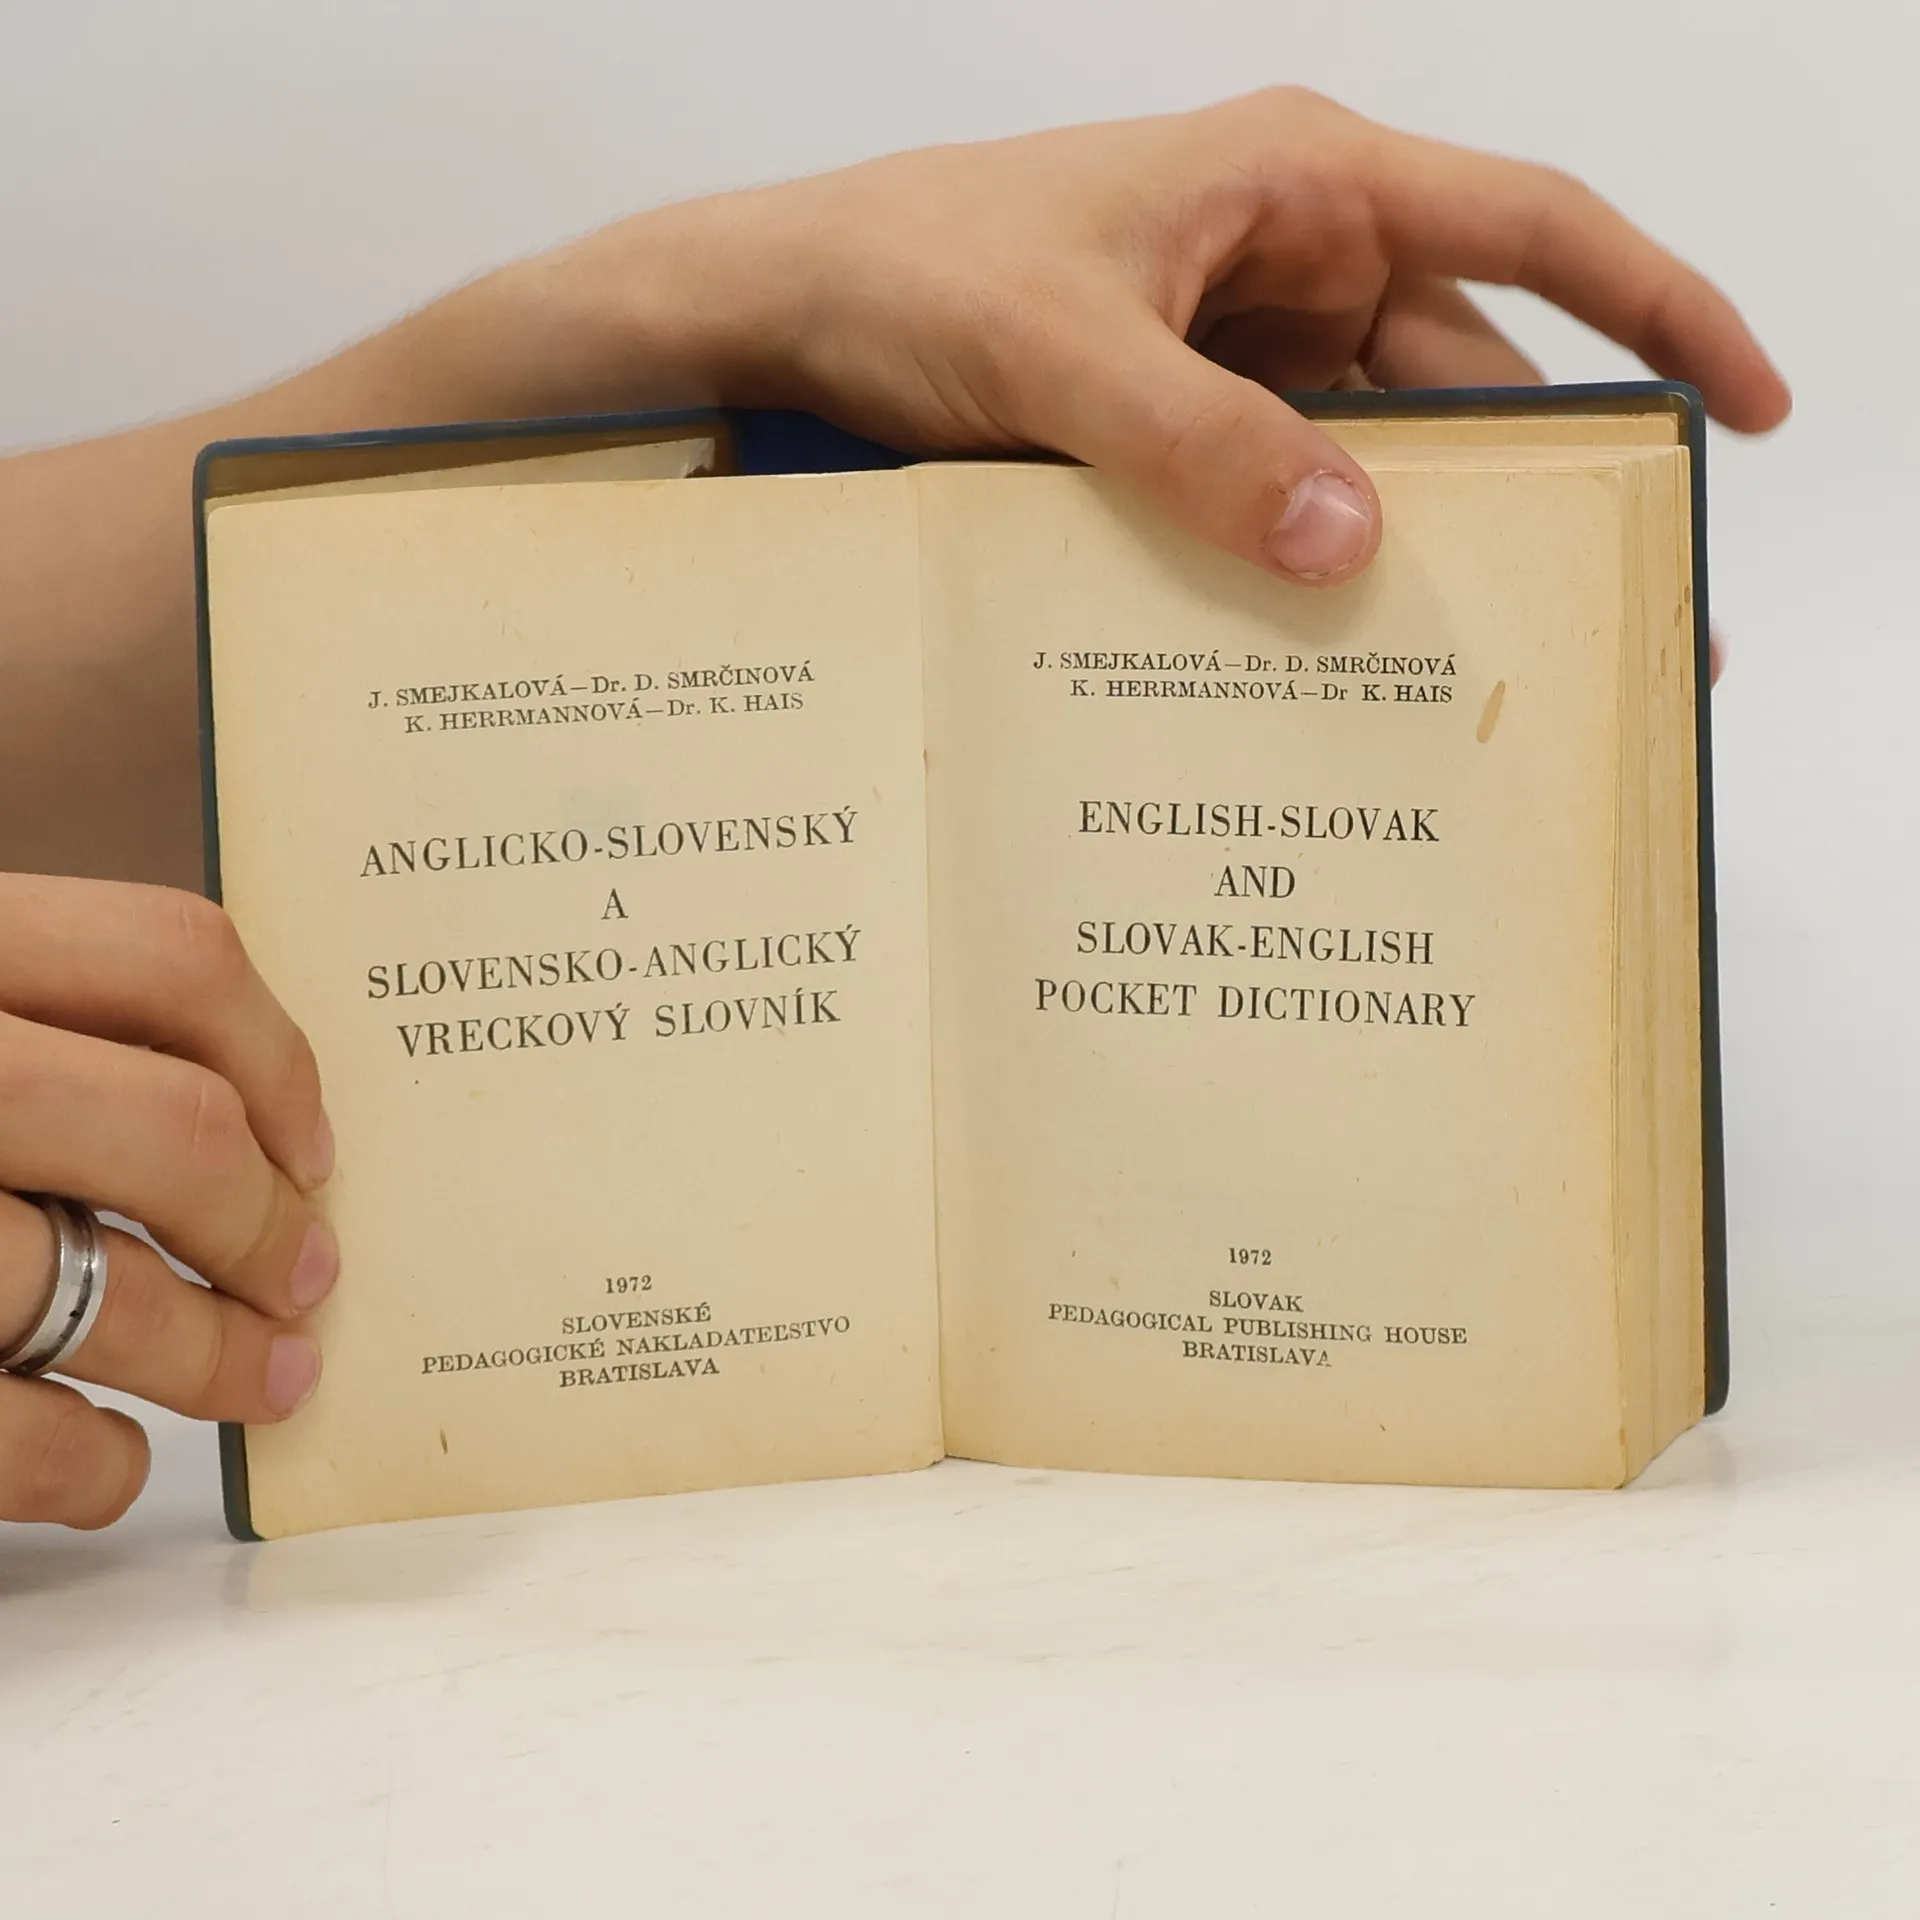 J. SMEJKALOVÁ—Dr. D. SMRČINOVÁ
K. HERRMANNOVÁ—Dr. K. HAIS
ANGLICKO-SLOVENSKÝ
A
SLOVENSKO-ANGLICKÝ
VRECKOVÝ SLOVNÍK
1972
SLOVENSKÉ
PEDAGOGICKÉ NAKLADATEĽSTVO
BRATISLAVA
J. SMEJKALOVÁ—Dr. D. SMRČINOVÁ
K. HERRMANNOVÁ—Dr K. HAIS
ENGLISH-SLOVAK
AND
SLOVAK-ENGLISH
POCKET DICTIONARY
1972
SLOVAK
PEDAGOGICAL PUBLISHING HOUSE
BRATISLAVA